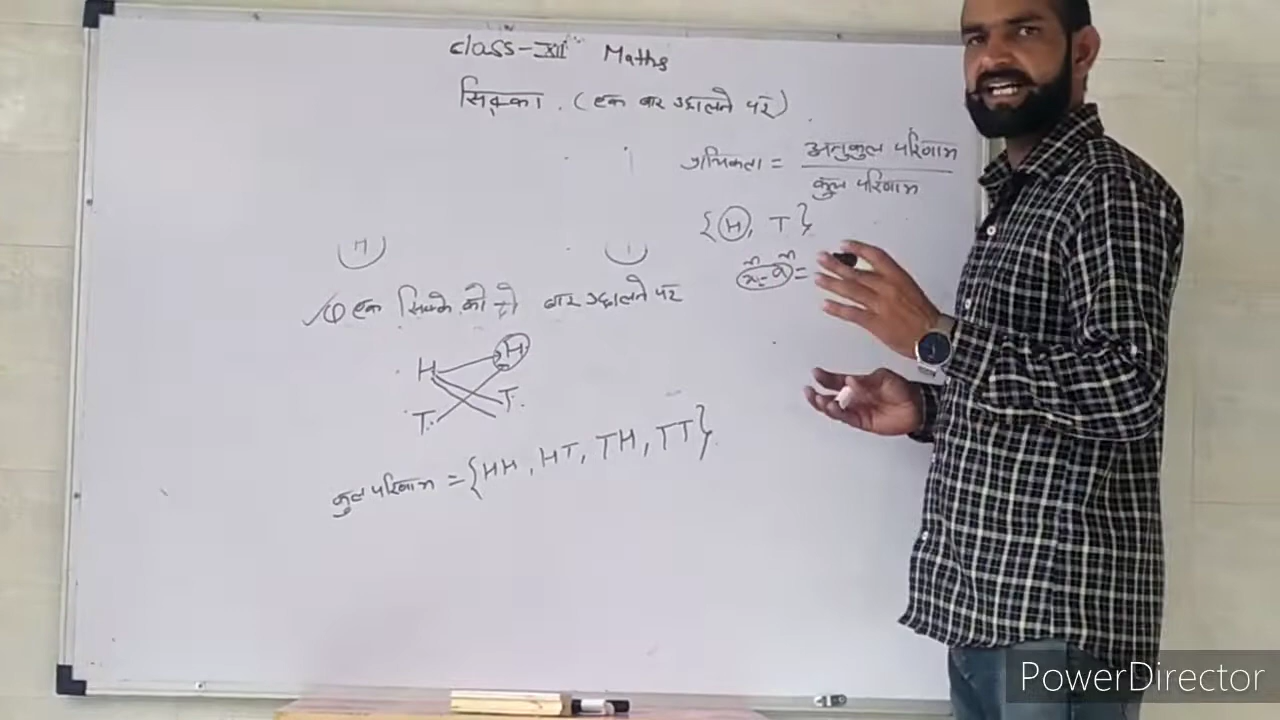 Class-XII Maths
सिक्का . (एक बार उछालने पर)
प्रायिकता = अनुकुल परिणाम
कुल परिणाम
{H, T}
H
एक सिक्के को दो बार उछालने पर
H H
T T
कुल परिणाम = {HH, HT, TH, TT}
PowerDirector